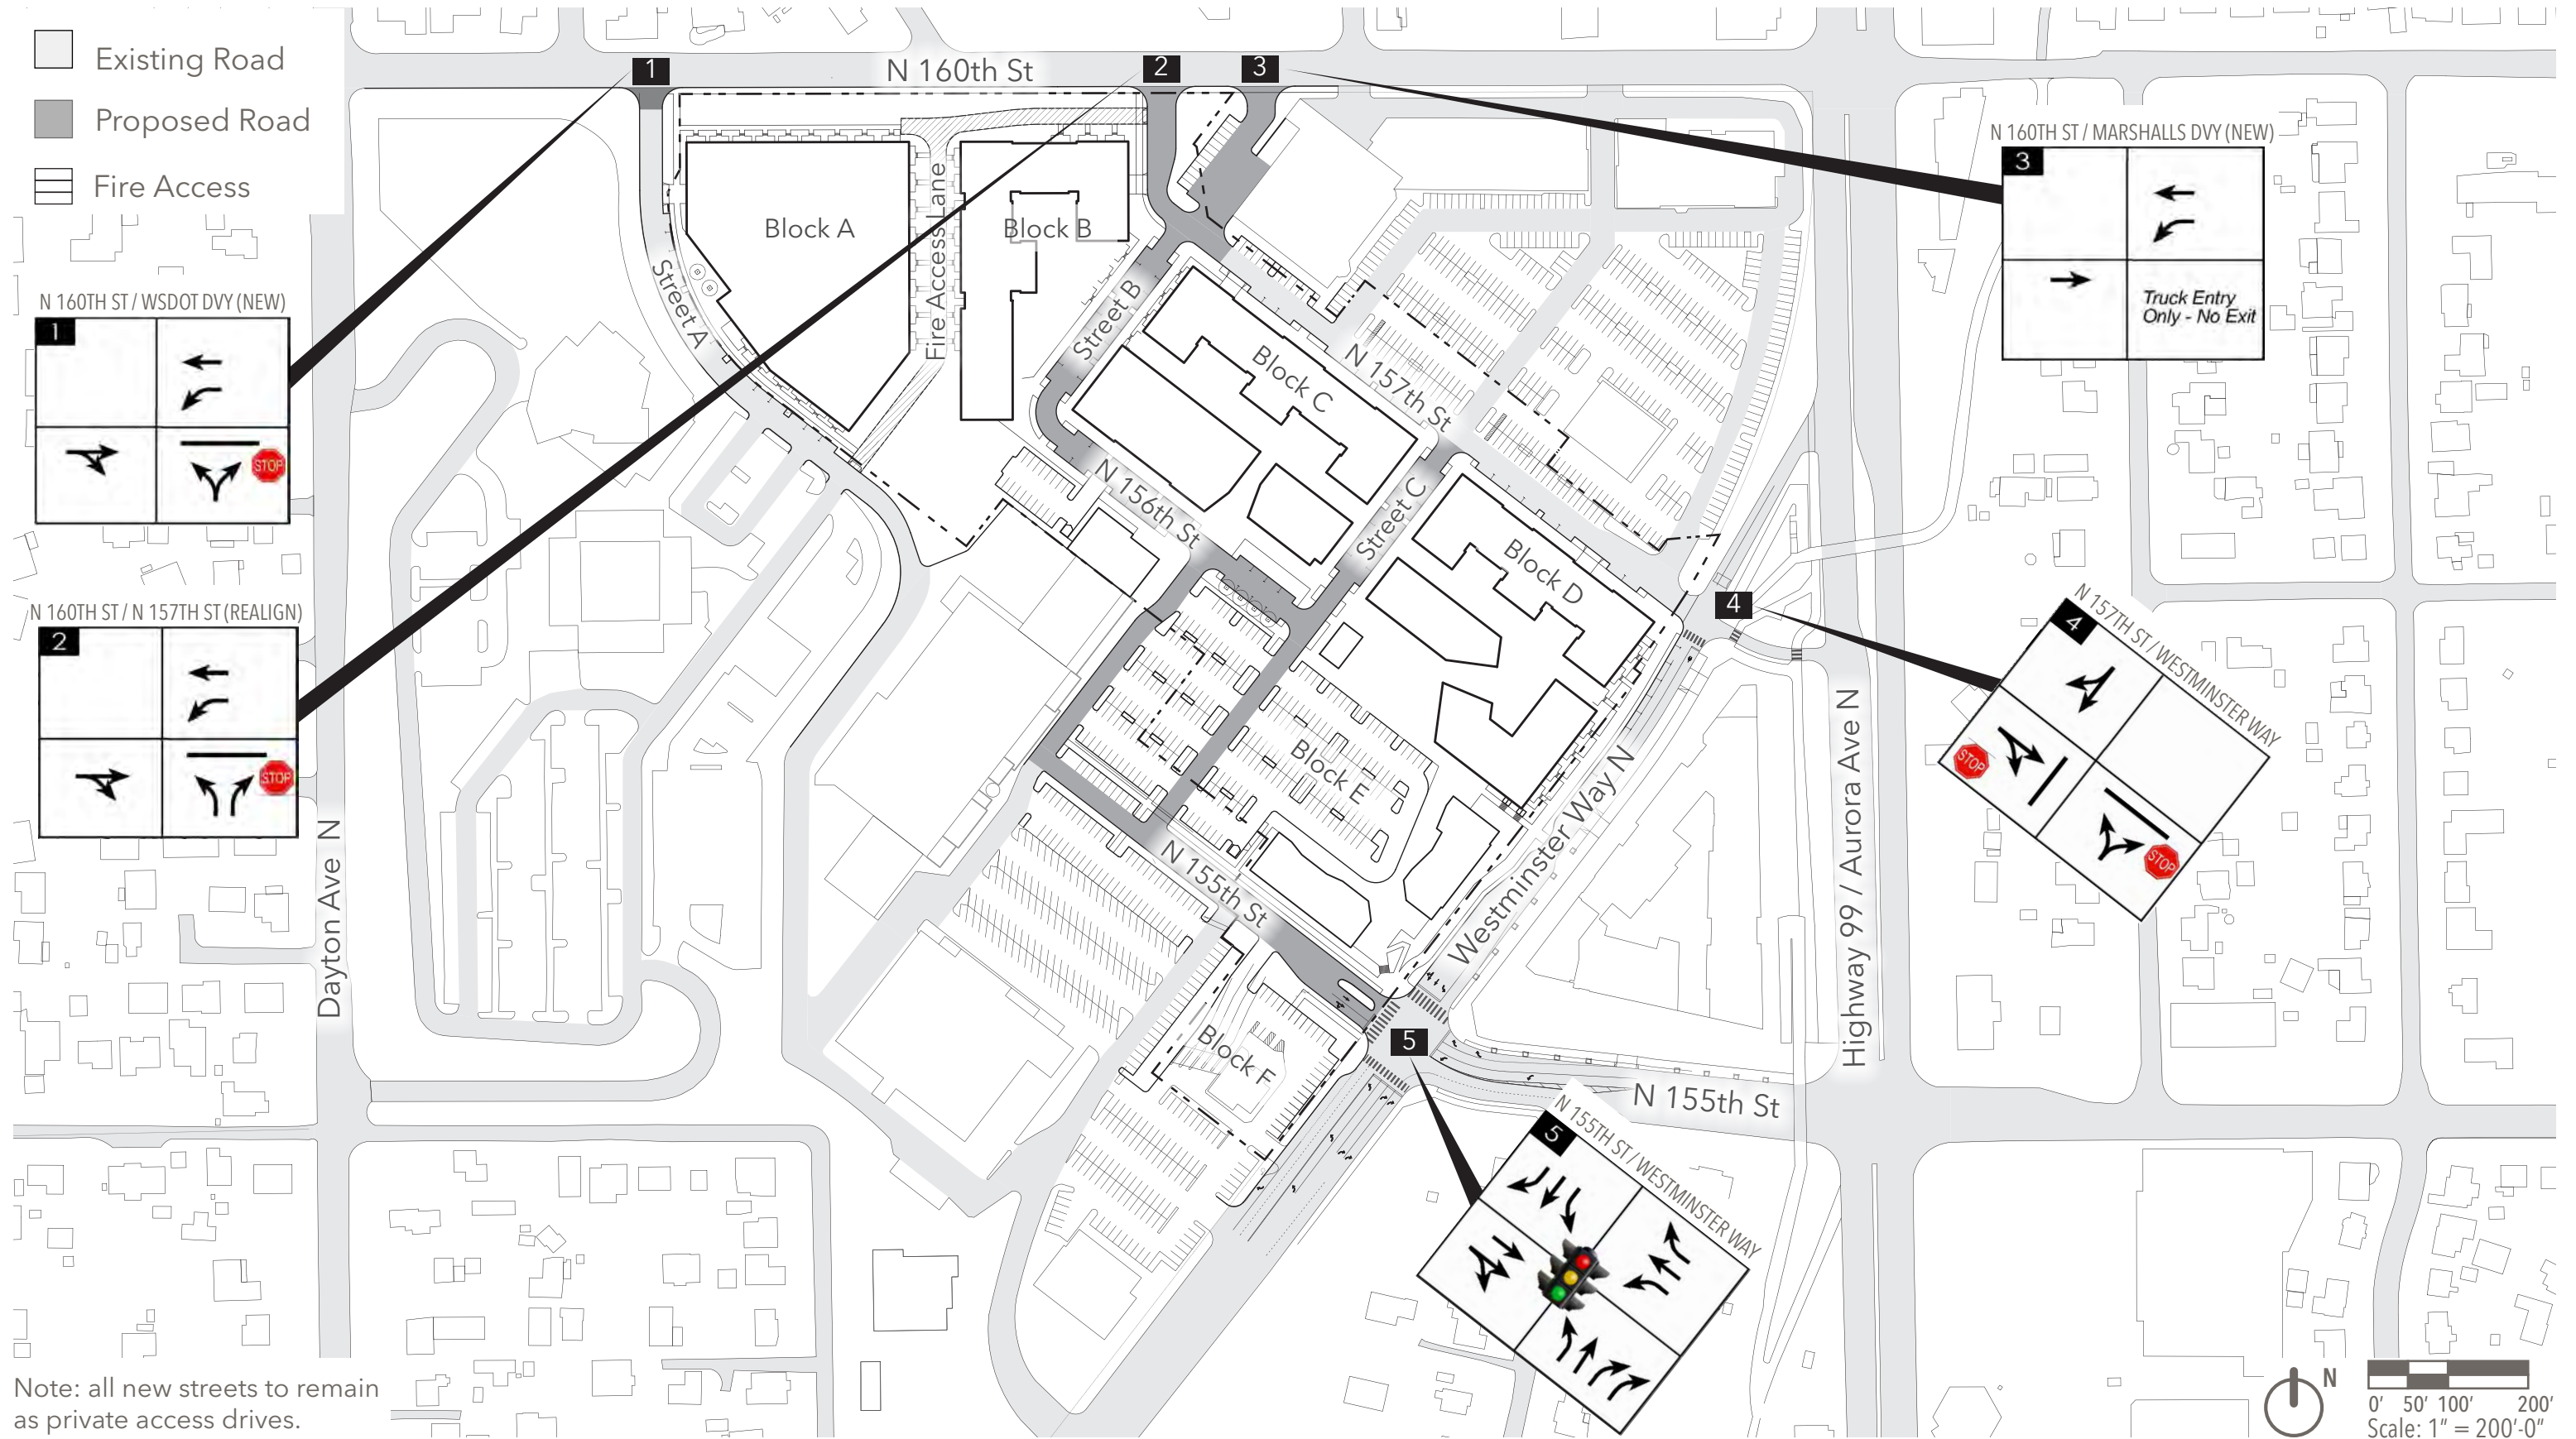 Existing Road
Proposed Road
Fire Access
1
N 160th St
2
3
N 160TH ST / MARSHALLS DVY (NEW)
3
Truck Entry
Only - No Exit
Block A
Fire Access Lane
Block B
Street A
Street B
N 160TH ST / WSDOT DVY (NEW)
1
STOP
Block C
N 157th St
N 156th St
Street C
Block D
N 160TH ST / N 157TH ST (REALIGN)
2
STOP
4
N 157TH ST / WESTMINSTER WAY
4
STOP
STOP
Block E
Westminster Way N
Highway 99 / Aurora Ave N
Dayton Ave N
N 155th St
Block F
5
N 155th St
N 155TH ST / WESTMINSTER WAY
5
Note: all new streets to remain
as private access drives.
N
0' 50' 100' 200'
Scale: 1" = 200'-0"